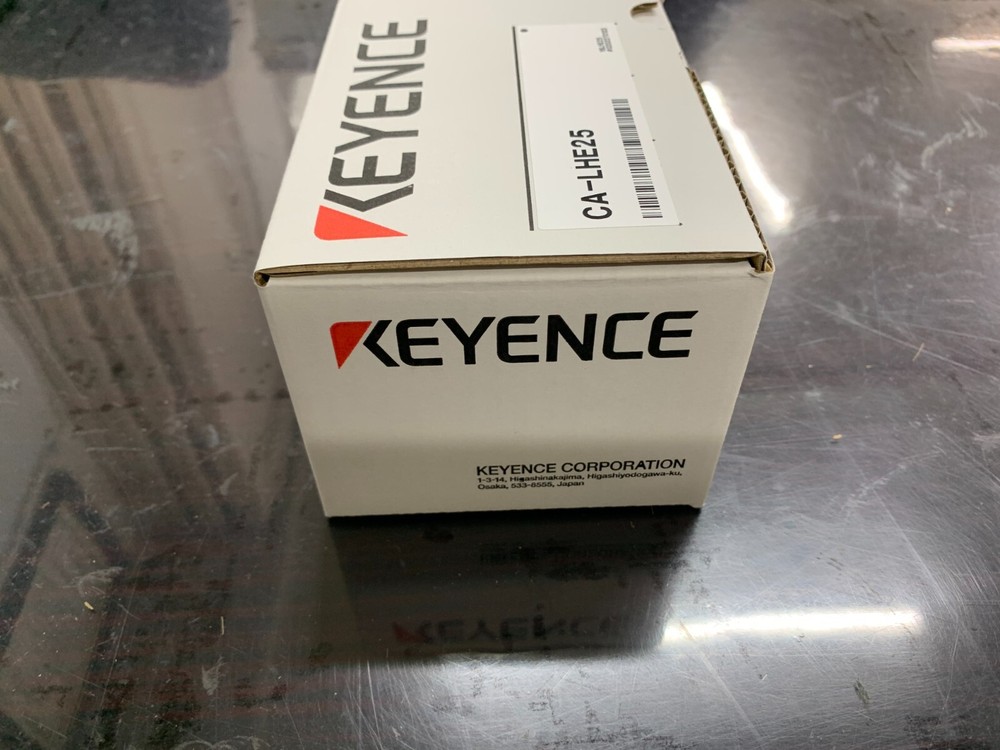 KEYENCE
CA-LHE25
KEYENCE
KEYENCE CORPORATION
1-3-14, Higashinakajima, Higashiyodogawa-ku,
Osaka, 533-8555, Japan